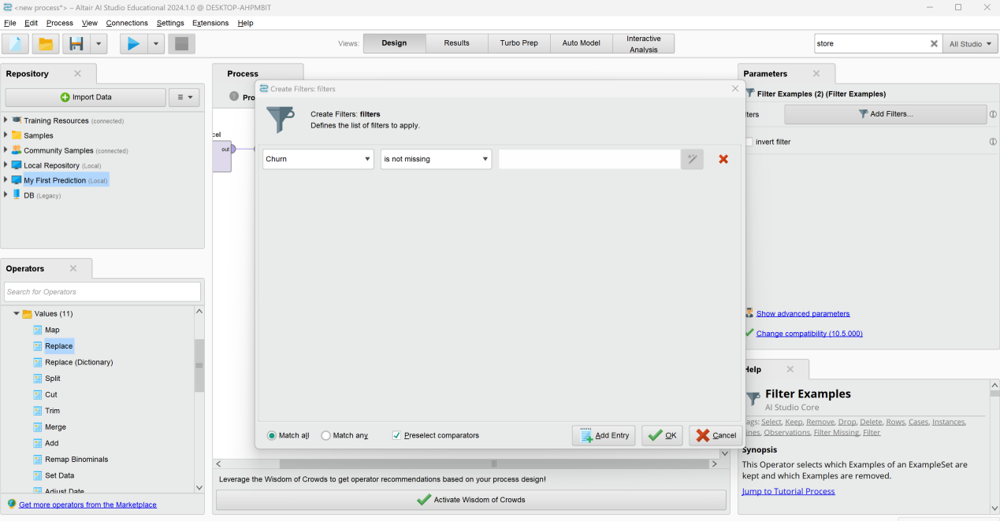 <new process*> – Altair AI Studio Educational 2024.1.0 @ DESKTOP-AHPMBIT
File Edit Process View Connections Settings Extensions Help
Views: Design Results Turbo Prep Auto Model Interactive Analysis
store All Studio
Repository
Import Data
Training Resources (connected)
Samples
Community Samples (connected)
Local Repository (Local)
My First Prediction (Local)
DB (Legacy)
Operators
Search for Operators
Values (11)
Map
Replace
Replace (Dictionary)
Split
Cut
Trim
Merge
Add
Remap Binominals
Set Data
Adjust Date
Get more operators from the Marketplace
Process
Pro
cel
out
Create Filters: filters
Create Filters: filters
Defines the list of filters to apply.
Churn is not missing
Match all Match any Preselect comparators Add Entry OK Cancel
Leverage the Wisdom of Crowds to get operator recommendations based on your process design!
Activate Wisdom of Crowds
Parameters
Filter Examples (2) (Filter Examples)
ters Add Filters...
invert filter
Show advanced parameters
Change compatibility (10.5.000)
Help
Filter Examples
AI Studio Core
ags: Select, Keep, Remove, Drop, Delete, Rows, Cases, Instances,
ines, Observations, Filter Missing, Filter
Synopsis
This Operator selects which Examples of an ExampleSet are
kept and which Examples are removed.
Jump to Tutorial Process